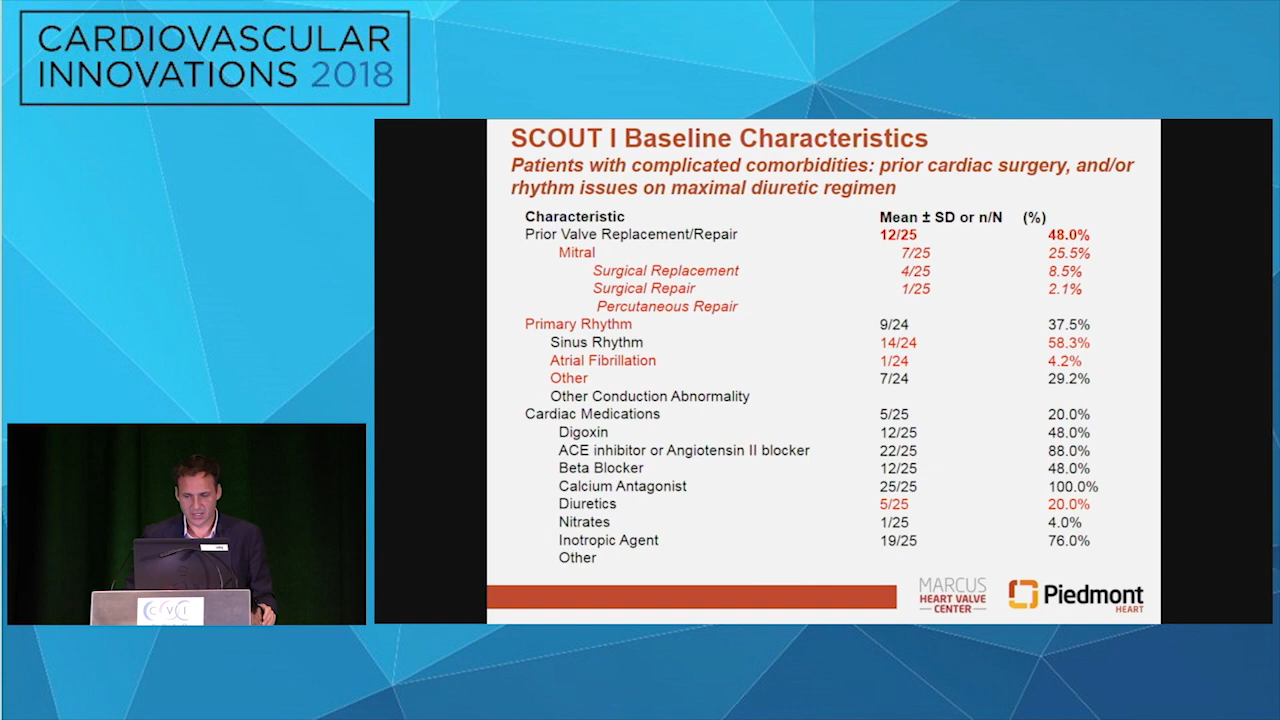 CARDIOVASCULAR
INNOVATIONS 2018
SCOUT I Baseline Characteristics
Patients with complicated comorbidities: prior cardiac surgery, and/or
rhythm issues on maximal diuretic regimen
Characteristic Mean ± SD or n/N (%)
Prior Valve Replacement/Repair 12/25 48.0%
Mitral 7/25 25.5%
Surgical Replacement 4/25 8.5%
Surgical Repair 1/25 2.1%
Percutaneous Repair
Primary Rhythm 9/24 37.5%
Sinus Rhythm 14/24 58.3%
Atrial Fibrillation 1/24 4.2%
Other 7/24 29.2%
Other Conduction Abnormality
Cardiac Medications 5/25 20.0%
Digoxin 12/25 48.0%
ACE inhibitor or Angiotensin II blocker 22/25 88.0%
Beta Blocker 12/25 48.0%
Calcium Antagonist 25/25 100.0%
Diuretics 5/25 20.0%
Nitrates 1/25 4.0%
Inotropic Agent 19/25 76.0%
Other
MARCUS
HEART VALVE
CENTER
Piedmont
HEART
CVI